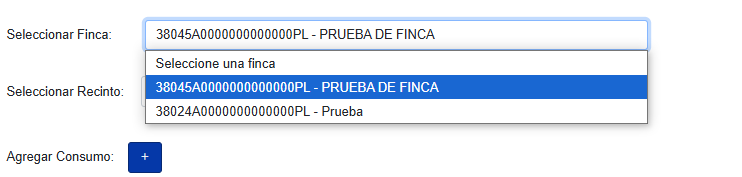 Seleccionar Finca:
38045A0000000000000PL - PRUEBA DE FINCA
Seleccione una finca
38045A0000000000000PL - PRUEBA DE FINCA
Seleccionar Recinto:
38024A0000000000000PL - Prueba
Agregar Consumo:
+